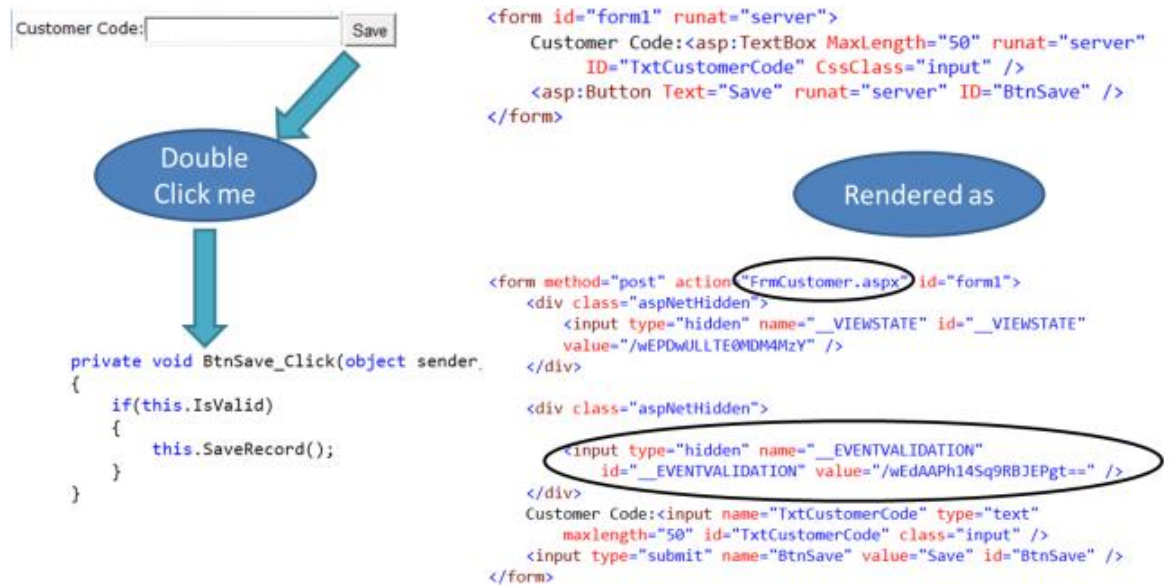 Customer Code:
Save
Double
Click me
private void BtnSave_Click(object sender,
{
if(this.IsValid)
{
this.SaveRecord();
}
}
<form id="form1" runat="server">
Customer Code:<asp:TextBox MaxLength="50" runat="server"
ID="TxtCustomerCode" CssClass="input" />
<asp:Button Text="Save" runat="server" ID="BtnSave" />
</form>
Rendered as
<form method="post" action="FrmCustomer.aspx" id="form1">
<div class="aspNetHidden">
<input type="hidden" name="__VIEWSTATE" id="__VIEWSTATE"
value="/wEPDwULLTE0MDM4MzY" />
</div>
<div class="aspNetHidden">
<input type="hidden" name="__EVENTVALIDATION"
id="__EVENTVALIDATION" value="/wEdAAPh14Sq9RBJEPgt==" />
</div>
Customer Code:<input name="TxtCustomerCode" type="text"
maxlength="50" id="TxtCustomerCode" class="input" />
<input type="submit" name="BtnSave" value="Save" id="BtnSave" />
</form>